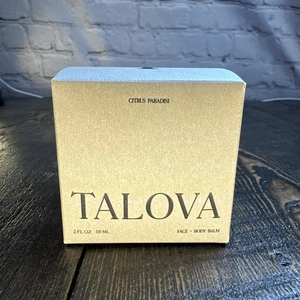 CITRUS PARADISI
TALOVA
2 FL OZ. 59 ML. FACE + BODY BALM